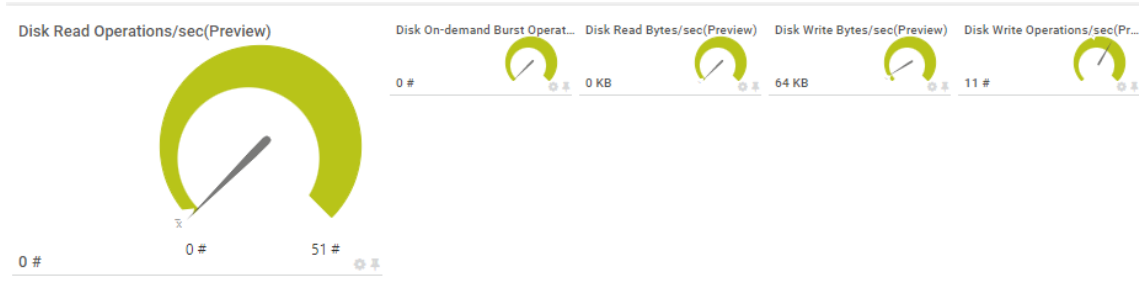 Disk Read Operations/sec(Preview)
x̄
0 #
51 #
0 #
Disk On-demand Burst Operat...
0 #
Disk Read Bytes/sec(Preview)
0 KB
Disk Write Bytes/sec(Preview)
64 KB
Disk Write Operations/sec(Pr...
11 #